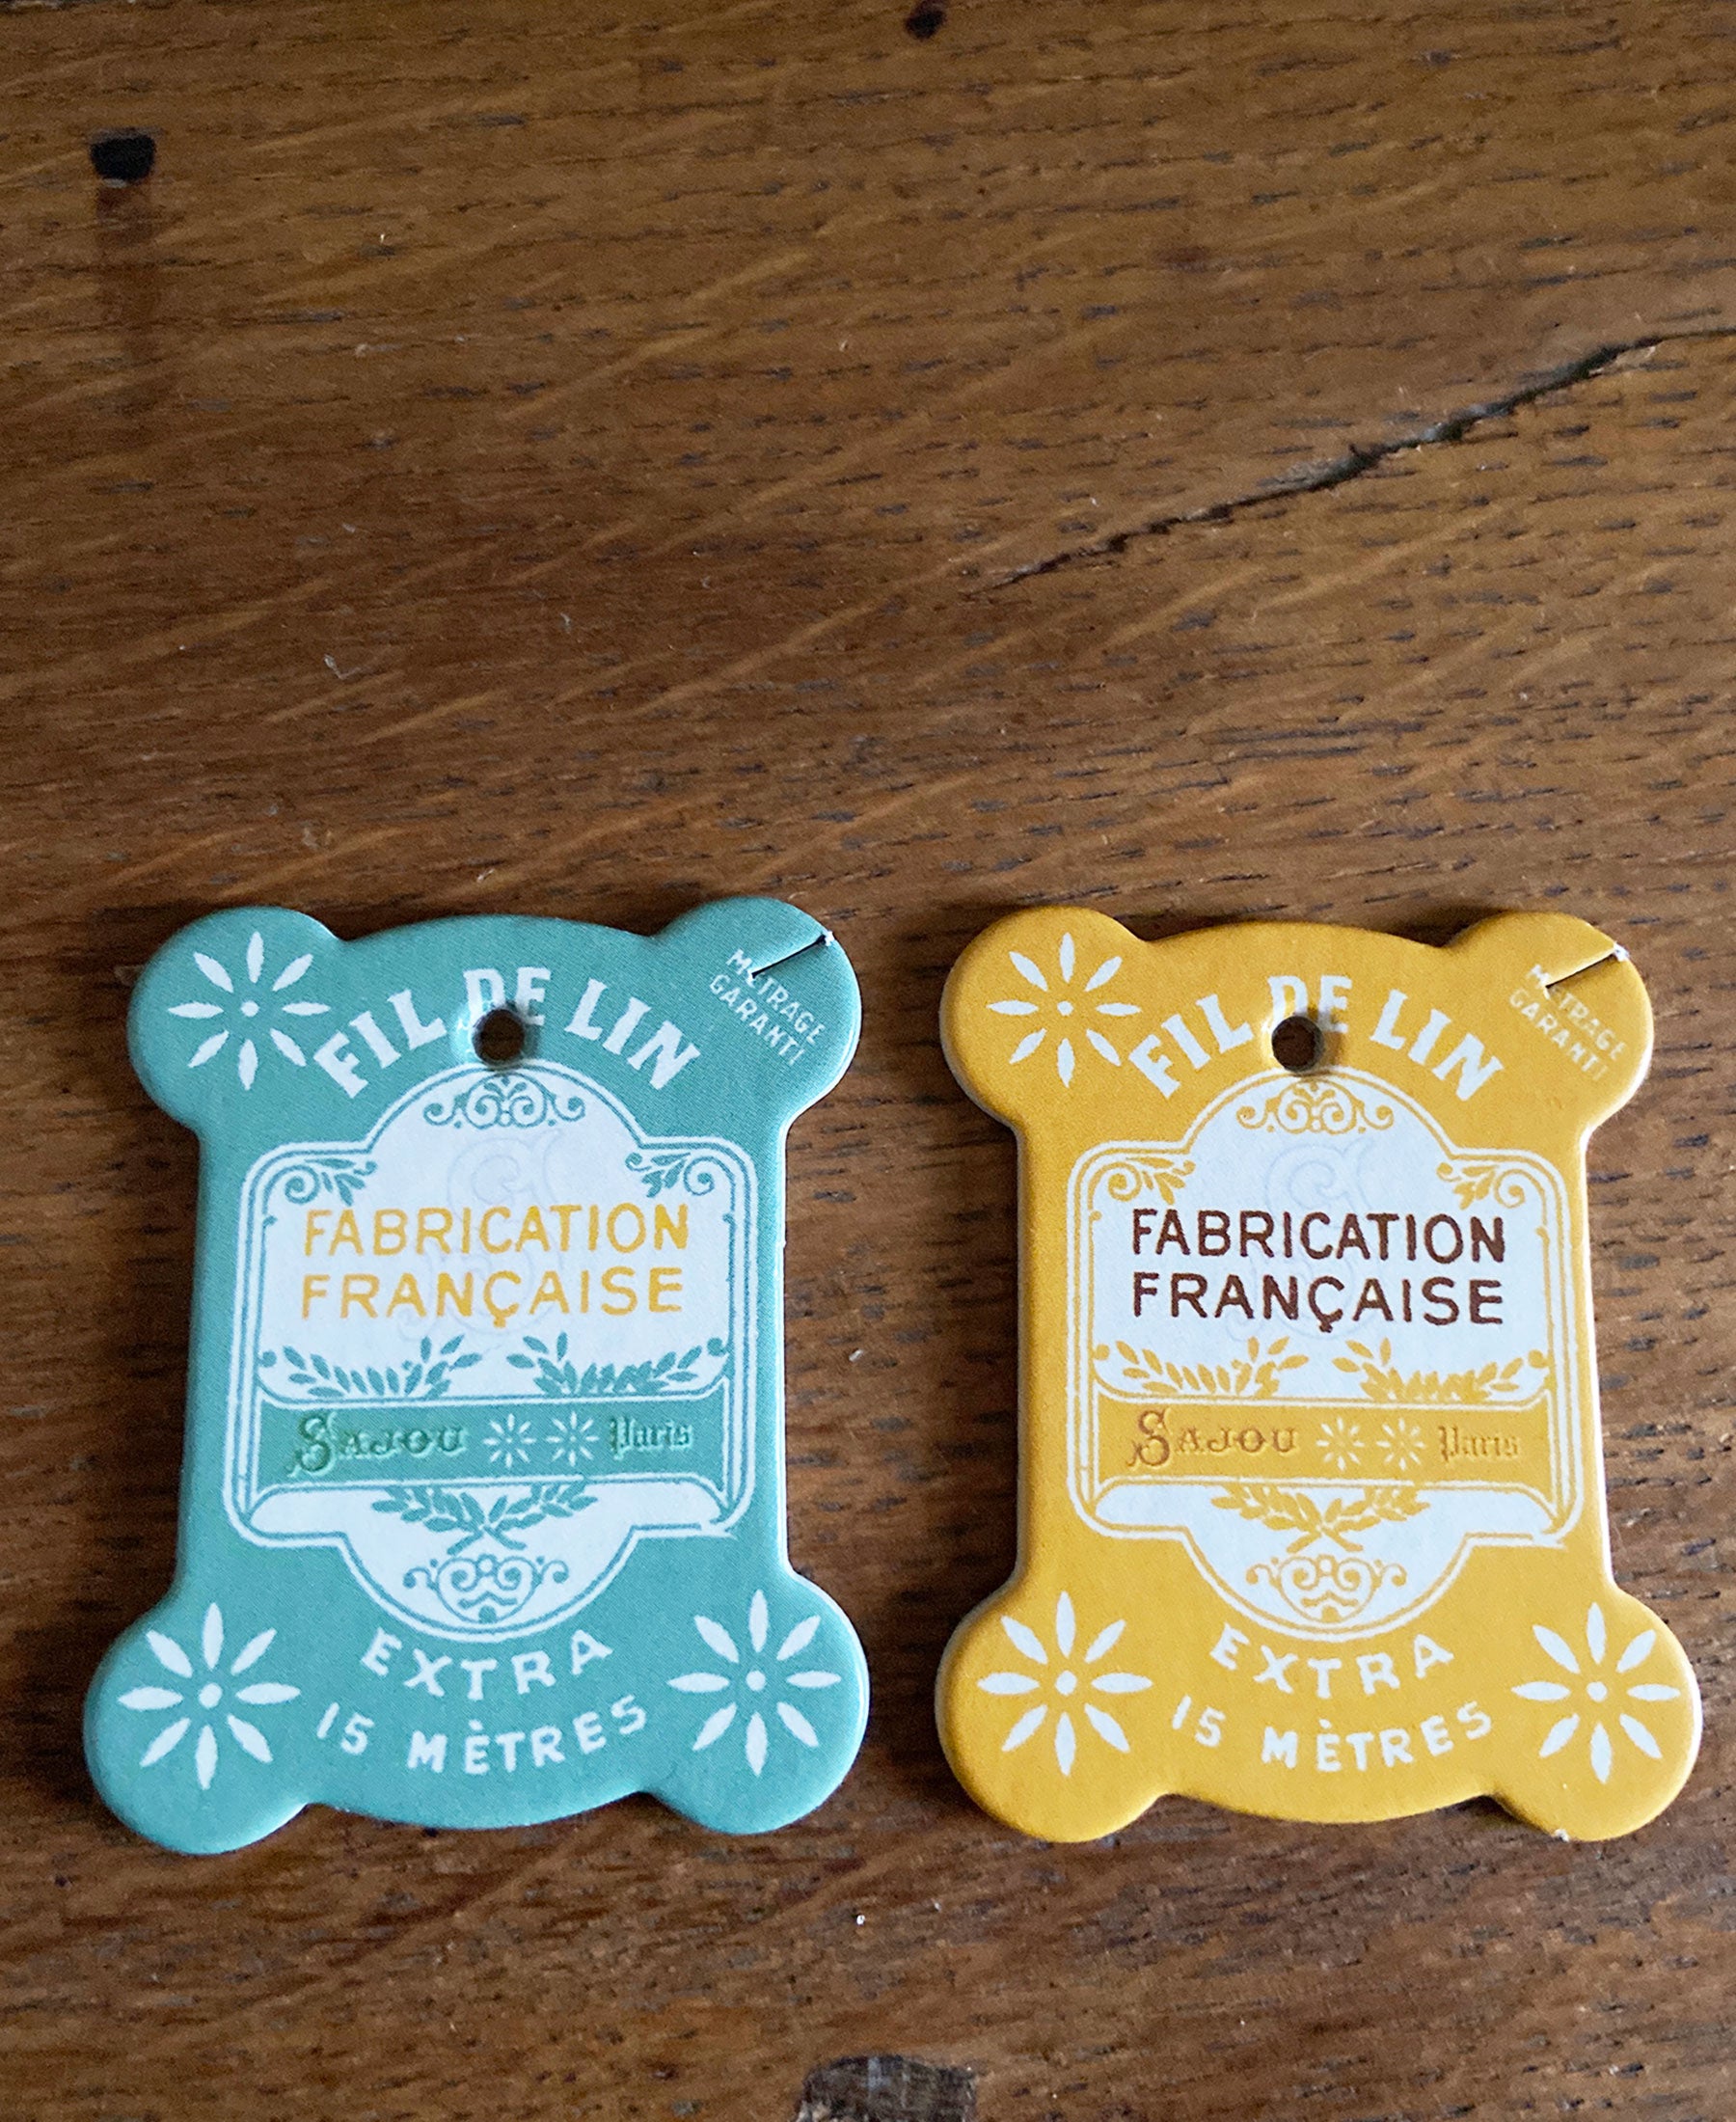 FIL DE LIN
MÉTRAGE
GARANTI
FABRICATION
FRANÇAISE
SAJOU Paris
EXTRA
15 MÈTRES
FIL DE LIN
MÉTRAGE
GARANTI
FABRICATION
FRANÇAISE
SAJOU Paris
EXTRA
15 MÈTRES